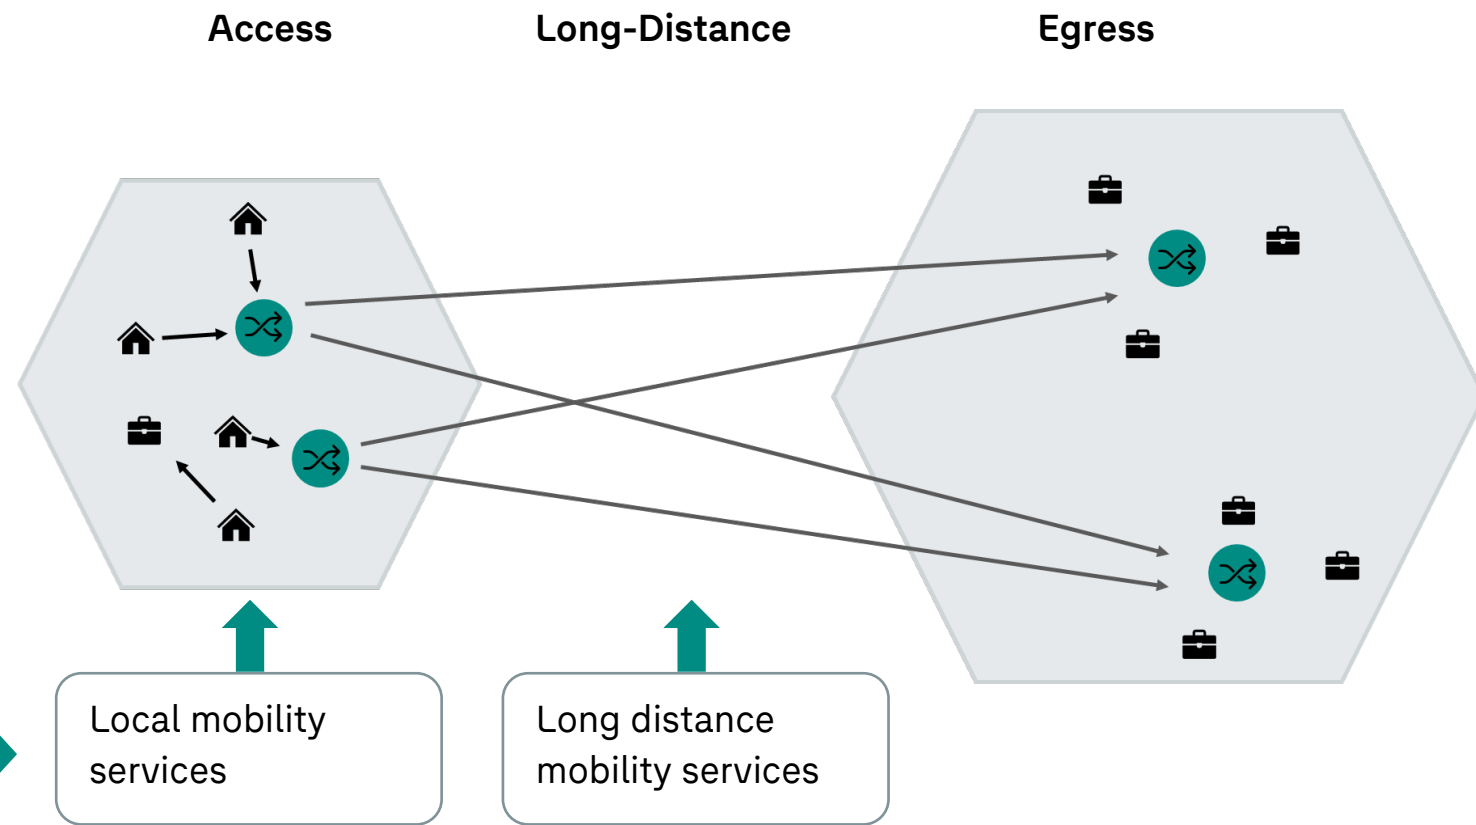 Access
Long-Distance
Egress
Local mobility
services
Long distance
mobility services